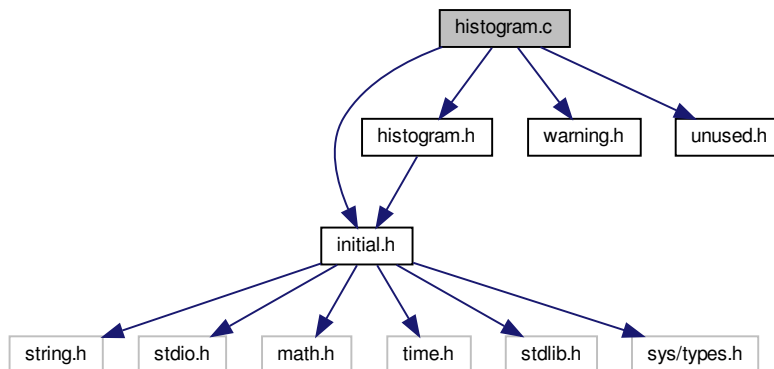 histogram.c
histogram.h
warning.h
unused.h
initial.h
string.h
stdio.h
math.h
time.h
stdlib.h
sys/types.h